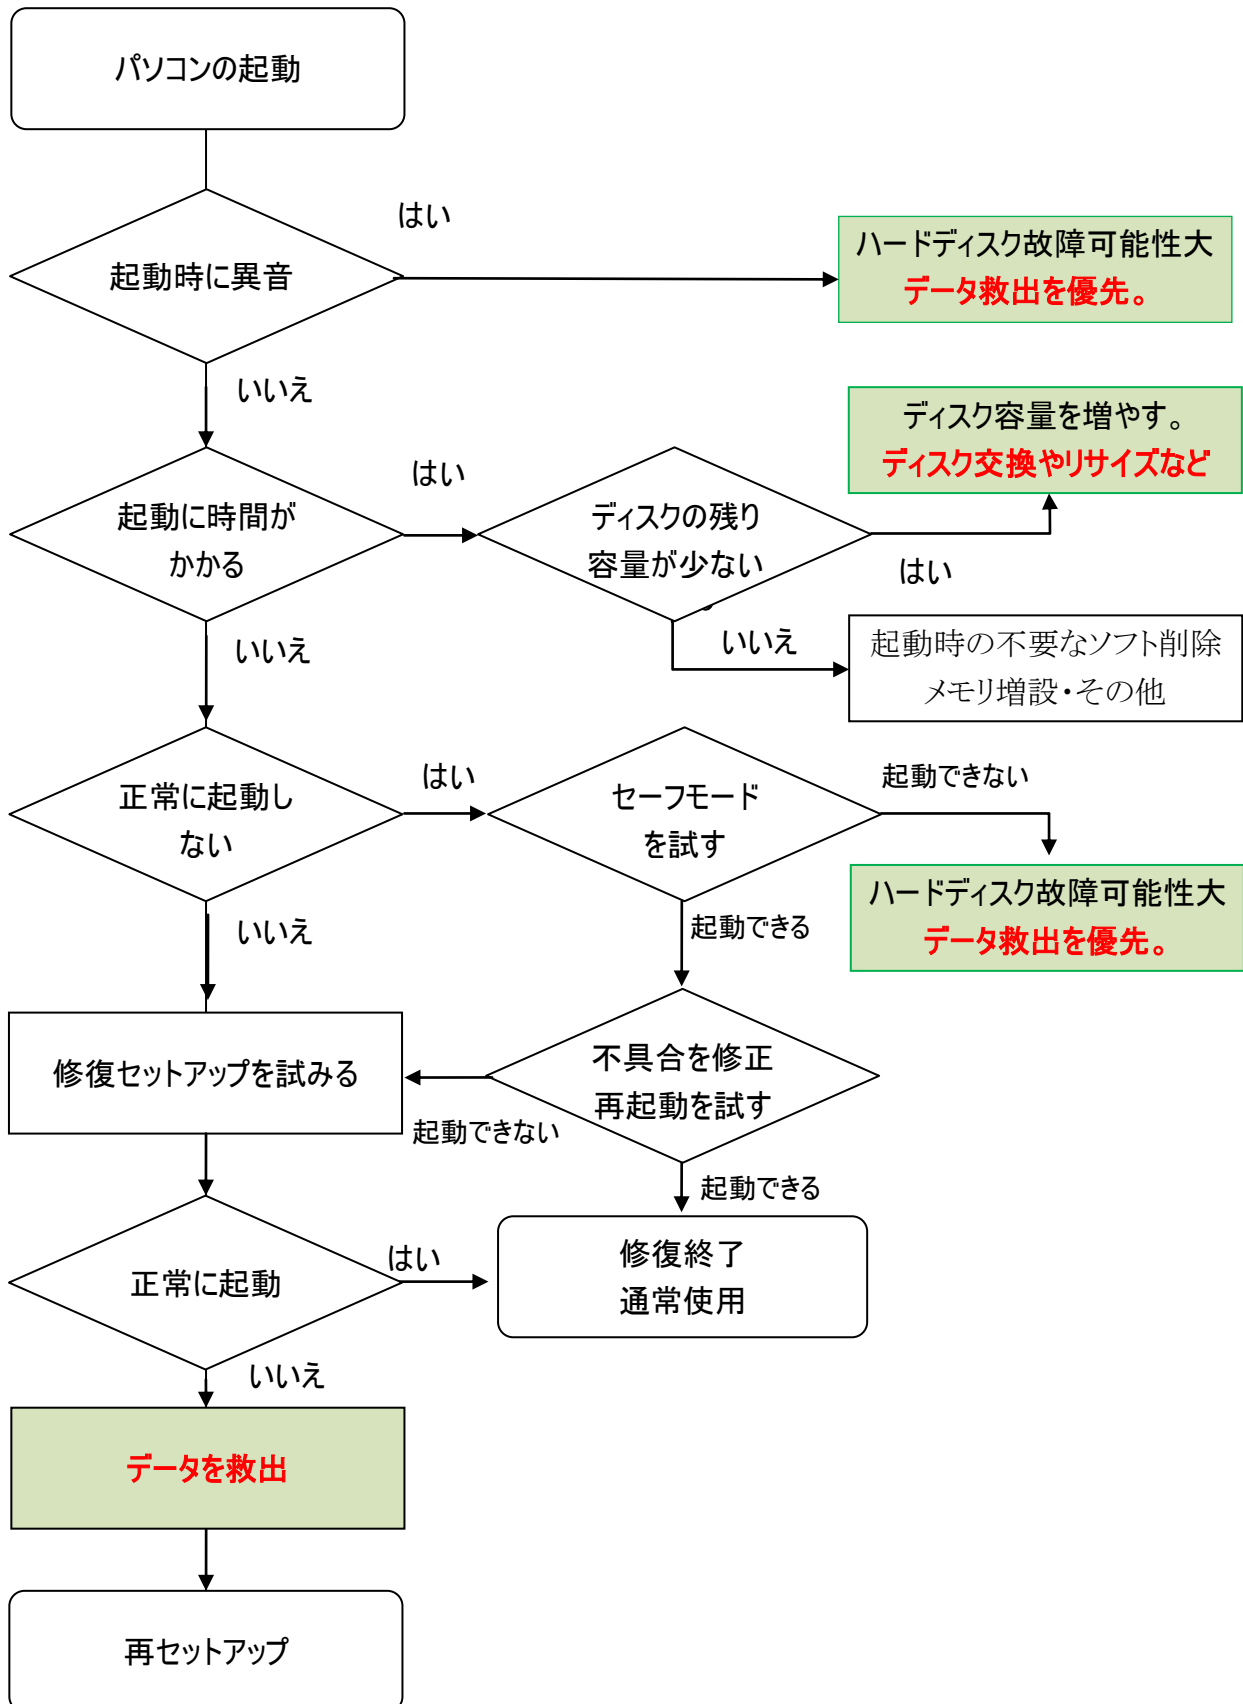 パソコンの起動
はい
起動時に異音
ハードディスク故障可能性大
データ救出を優先。
いいえ
ディスク容量を増やす。
ディスク交換やリサイズなど
はい
起動に時間が
かかる
ディスクの残り
容量が少ない
はい
いいえ
いいえ
起動時の不要なソフト削除
メモリ増設・その他
正常に起動し
ない
はい
セーフモード
を試す
起動できない
ハードディスク故障可能性大
データ救出を優先。
いいえ
起動できる
修復セットアップを試みる
不具合を修正
再起動を試す
起動できない
起動できる
正常に起動
はい
修復終了
通常使用
いいえ
データを救出
再セットアップ